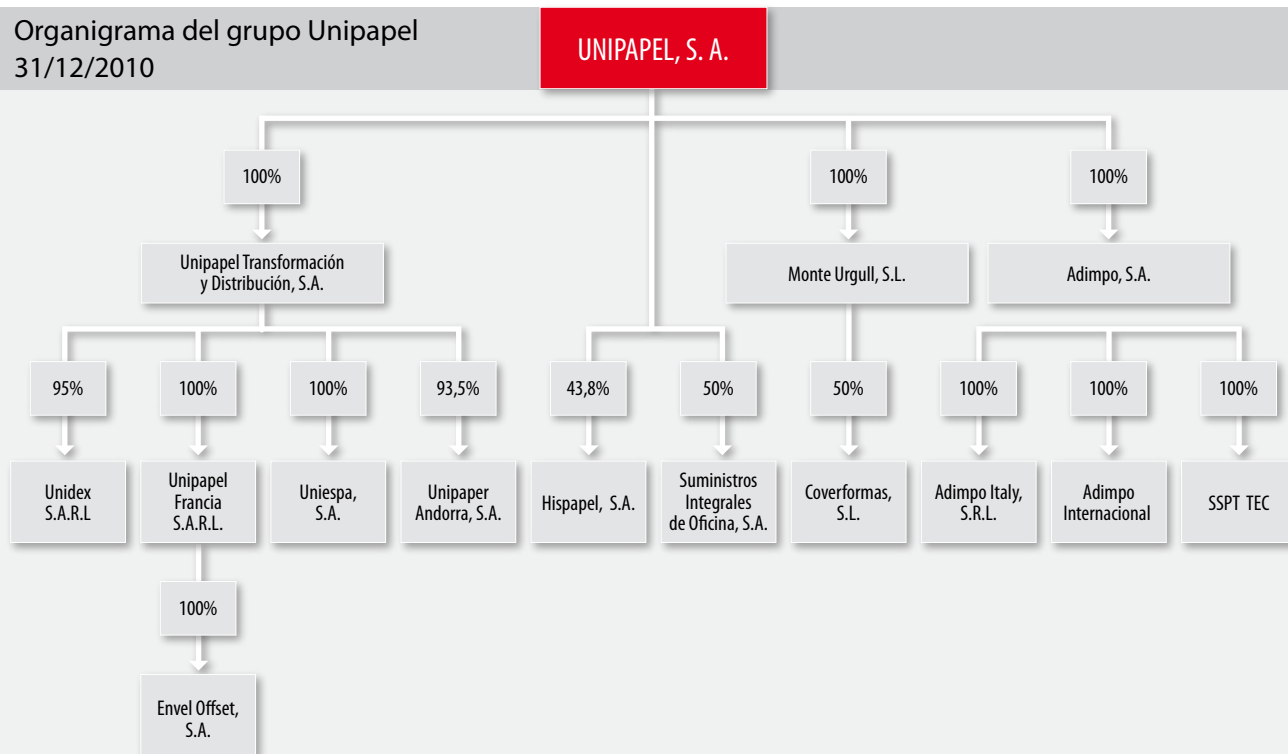 Organigrama del grupo Unipapel
31/12/2010
UNIPAPEL, S. A.
100%
100%
100%
Unipapel Transformación
y Distribución, S.A.
Monte Urgull, S.L.
Adimpo, S.A.
95%
100%
100%
93,5%
43,8%
50%
50%
100%
100%
100%
Unidex
S.A.R.L
Unipapel
Francia
S.A.R.L.
Uniespa,
S.A.
Unipaper
Andorra, S.A.
Hispapel, S.A.
Suministros
Integrales
de Oficina, S.A.
Coverformas,
S.L.
Adimpo Italy,
S.R.L.
Adimpo
Internacional
SSPT TEC
100%
Envel Offset,
S.A.